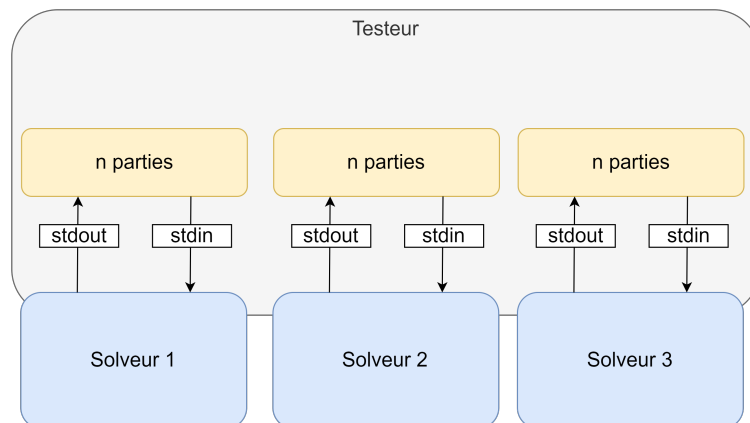 Testeur
n parties
n parties
n parties
stdout
stdin
stdout
stdin
stdout
stdin
Solveur 1
Solveur 2
Solveur 3